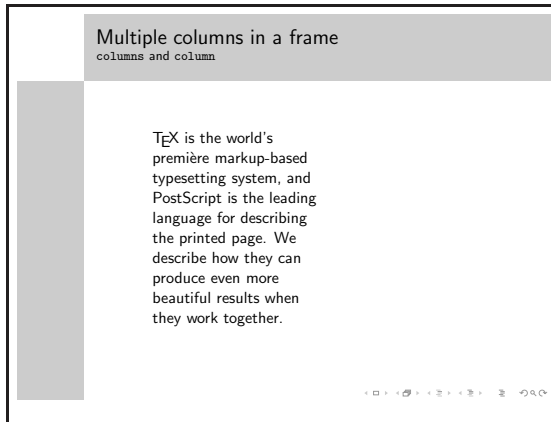 Multiple columns in a frame
columns and column
TEX is the world's
première markup-based
typesetting system, and
PostScript is the leading
language for describing
the printed page. We
describe how they can
produce even more
beautiful results when
they work together.